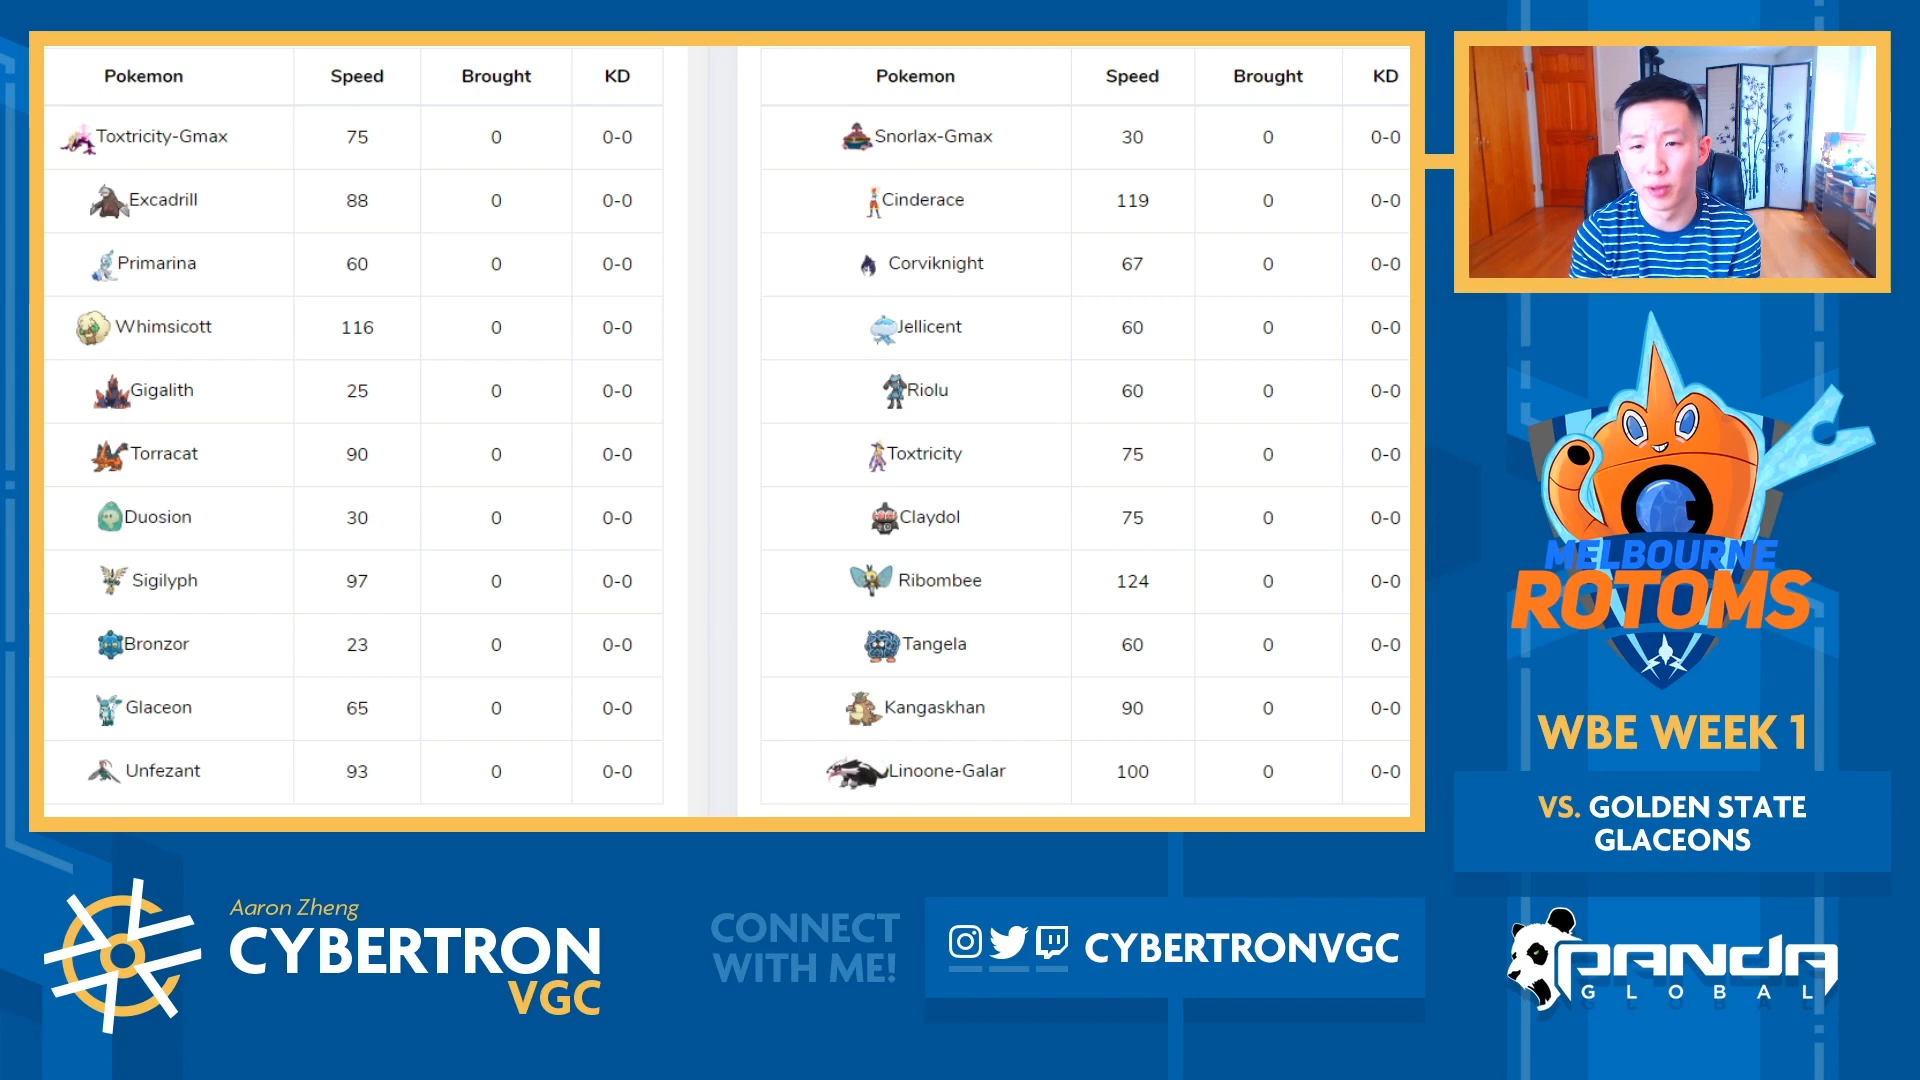 Pokemon Speed Brought KD
Toxtricity-Gmax 75 0 0-0
Excadrill 88 0 0-0
Primarina 60 0 0-0
Whimsicott 116 0 0-0
Gigalith 25 0 0-0
Torracat 90 0 0-0
Duosion 30 0 0-0
Sigilyph 97 0 0-0
Bronzor 23 0 0-0
Glaceon 65 0 0-0
Unfezant 93 0 0-0
Pokemon Speed Brought KD
Snorlax-Gmax 30 0 0-0
Cinderace 119 0 0-0
Corviknight 67 0 0-0
Jellicent 60 0 0-0
Riolu 60 0 0-0
Toxtricity 75 0 0-0
Claydol 75 0 0-0
Ribombee 124 0 0-0
Tangela 60 0 0-0
Kangaskhan 90 0 0-0
Linoone-Galar 100 0 0-0
MELBOURNE
ROTOMS
WBE WEEK 1
VS. GOLDEN STATE
GLACEONS
Aaron Zheng
CYBERTRON
VGC
CONNECT
WITH ME!
CYBERTRONVGC
PANDA
GLOBAL